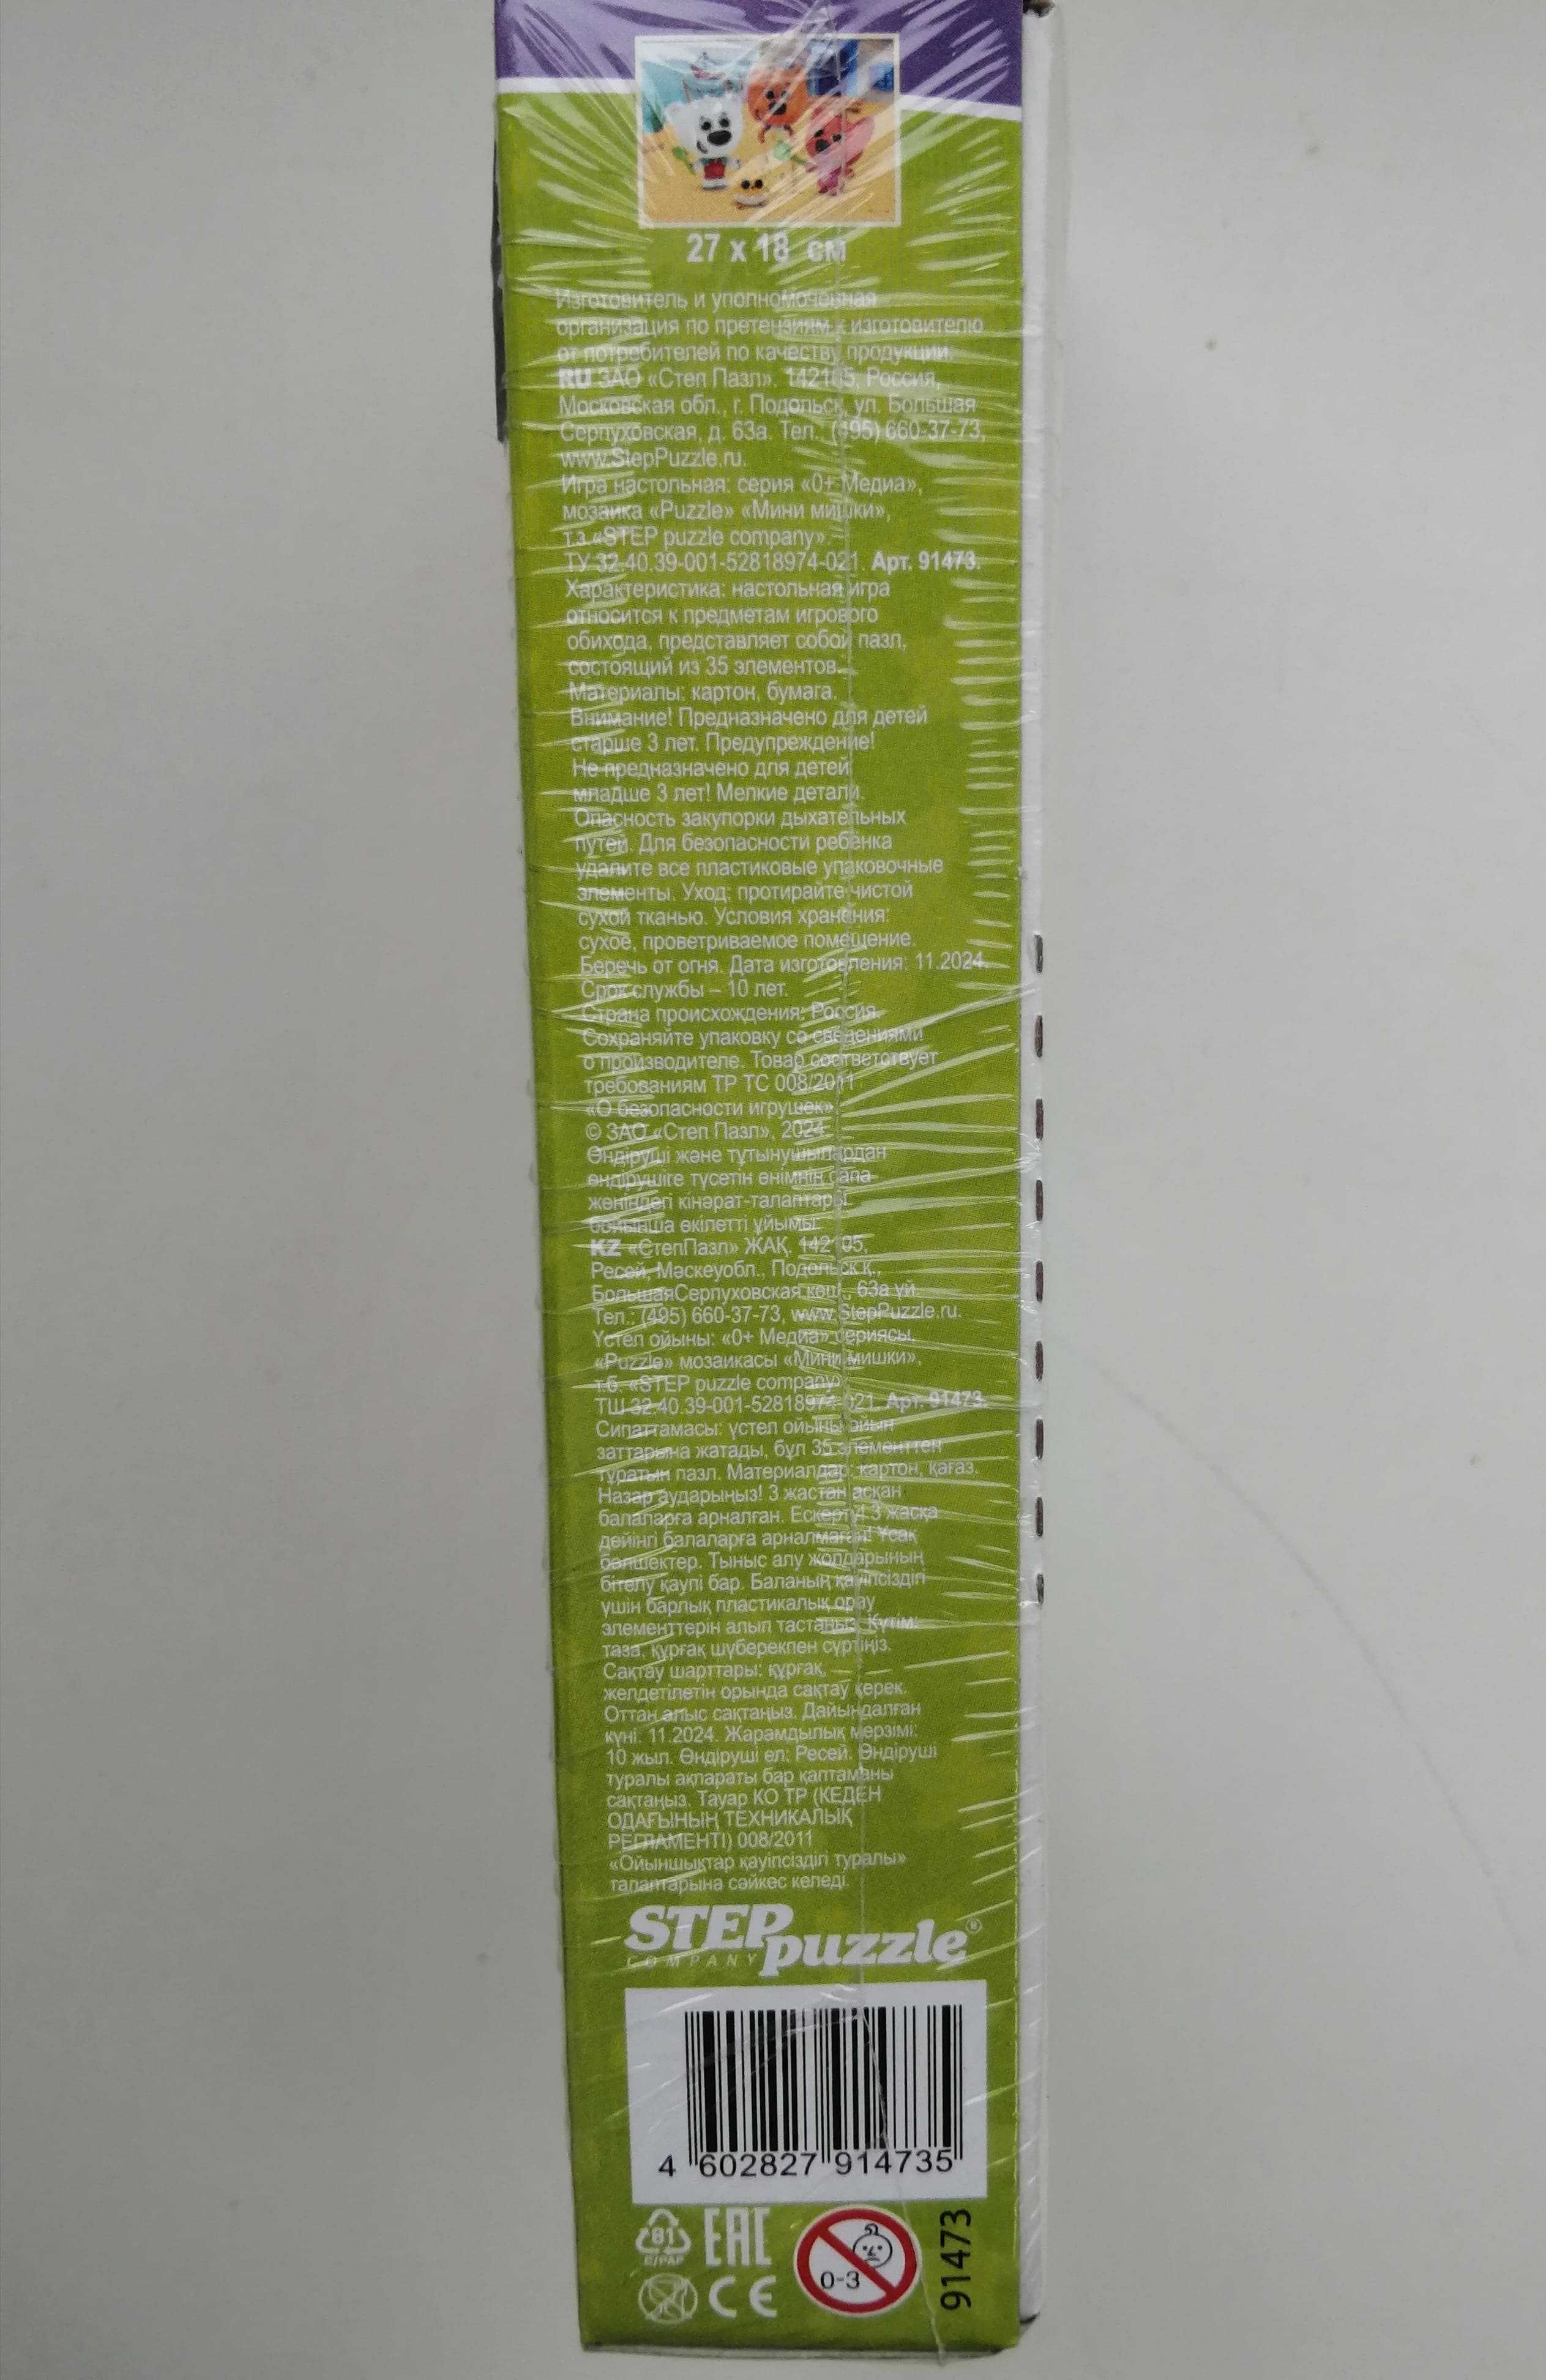 27 x 18 см
Изготовитель и уполномоченная
организация по претензиям к изготовителю
от потребителей по качеству продукции:
RU ЗАО «Степ Пазл». 142105, Россия,
Московская обл., г. Подольск, ул. Большая
Серпуховская, д. 63а. Тел.: (495) 660-37-73,
www.StepPuzzle.ru.
Игра настольная: серия «0+ Медиа»,
мозаика «Puzzle» «Мини мишки»,
т.з.«STEP puzzle company».
ТУ 32.40.39-001-52818974-021. Арт. 91473.
Характеристика: настольная игра
относится к предметам игрового
обихода, представляет собой пазл,
состоящий из 35 элементов.
Материалы: картон, бумага.
Внимание! Предназначено для детей
старше 3 лет. Предупреждение!
Не предназначено для детей
младше 3 лет! Мелкие детали.
Опасность закупорки дыхательных
путей. Для безопасности ребенка
удалите все пластиковые упаковочные
элементы. Уход: протирайте чистой
сухой тканью. Условия хранения:
сухое, проветриваемое помещение.
Беречь от огня. Дата изготовления: 11.2024.
Срок службы – 10 лет.
Страна происхождения: Россия.
Сохраняйте упаковку со сведениями
о производителе. Товар соответствует
требованиям ТР ТС 008/2011
«О безопасности игрушек».
© ЗАО «Степ Пазл», 2024
Өндіруші және тұтынушылардан
өндірушіге түсетін өнімнің сапа
жөніндегі кінәрат-талаптары
бойынша өкілетті ұйымы:
KZ «СтепПазл» ЖАҚ. 142105,
Ресей, Мәскеуобл., Подольск қ.,
БольшаяСерпуховская көш., 63а үй.
Тел.: (495) 660-37-73, www.StepPuzzle.ru.
Үстел ойыны: «0+ Медиа» сериясы,
«Puzzle» мозаикасы «Мини мишки»,
т.б. «STEP puzzle company»
ТШ 32.40.39-001-52818974-021. Арт. 91473.
Сипаттамасы: үстел ойыны ойын
заттарына жатады, бұл 35 элементтен
тұратын пазл. Материалдар: картон, қағаз.
Назар аударыңыз! 3 жастан асқан
балаларға арналған. Ескерту! 3 жасқа
дейінгі балаларға арналмаған! Ұсақ
бөлшектер. Тыныс алу жолдарының
бітелу қаупі бар. Баланың қауіпсіздігі
үшін барлық пластикалық орау
элементтерін алып тастаңыз. Күтім:
таза, құрғақ шүберекпен сүртіңіз.
Сақтау шарттары: құрғақ,
желдетілетін орында сақтау керек.
Оттан алыс сақтаңыз. Дайындалған
күні. 11.2024. Жарамдылық мерзімі:
10 жыл. Өндіруші ел: Ресей. Өндіруші
туралы ақпараты бар қаптаманы
сақтаңыз. Тауар КО ТР (КЕДЕН
ОДАҒЫНЫҢ ТЕХНИКАЛЫҚ
РЕГЛАМЕНТІ) 008/2011
«Ойыншықтар қауіпсіздігі туралы»
талаптарына сәйкес келеді.
STEP puzzle®
COMPANY
4 602827 914735
81
C/PAP
EAC
CE
0-3
91473